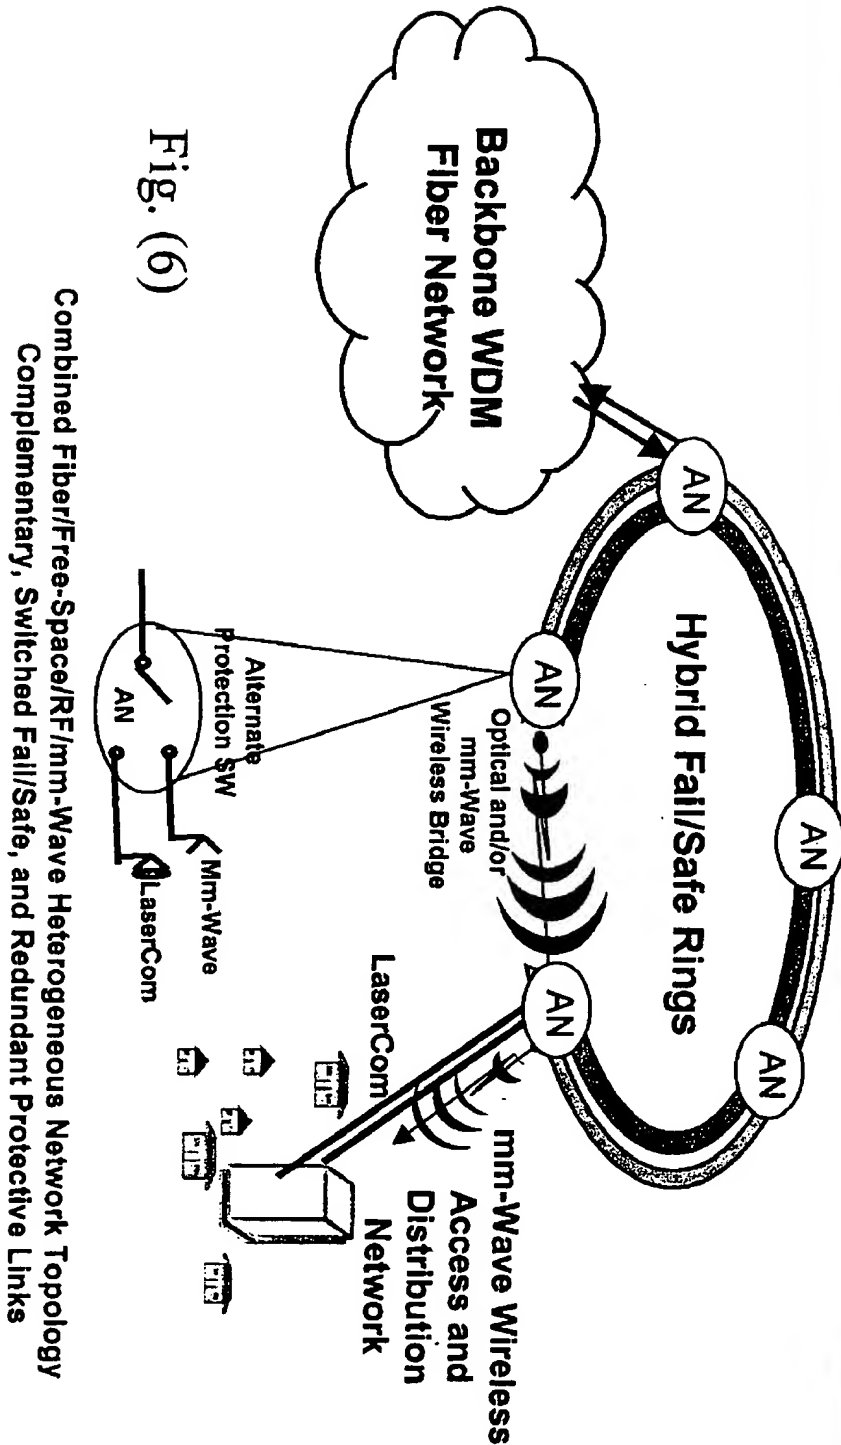 Backbone WDM
Fiber Network
AN
Hybrid Fail/Safe Rings
AN
AN
AN
Optical and/or
mm-Wave
Wireless Bridge
AN
Alternate
Protection SW
AN
Mm-Wave
LaserCom
LaserCom
mm-Wave Wireless
Access and
Distribution
Network
Fig. (6)
Combined Fiber/Free-Space/RF/mm-Wave Heterogeneous Network Topology
Complementary, Switched Fail/Safe, and Redundant Protective Links